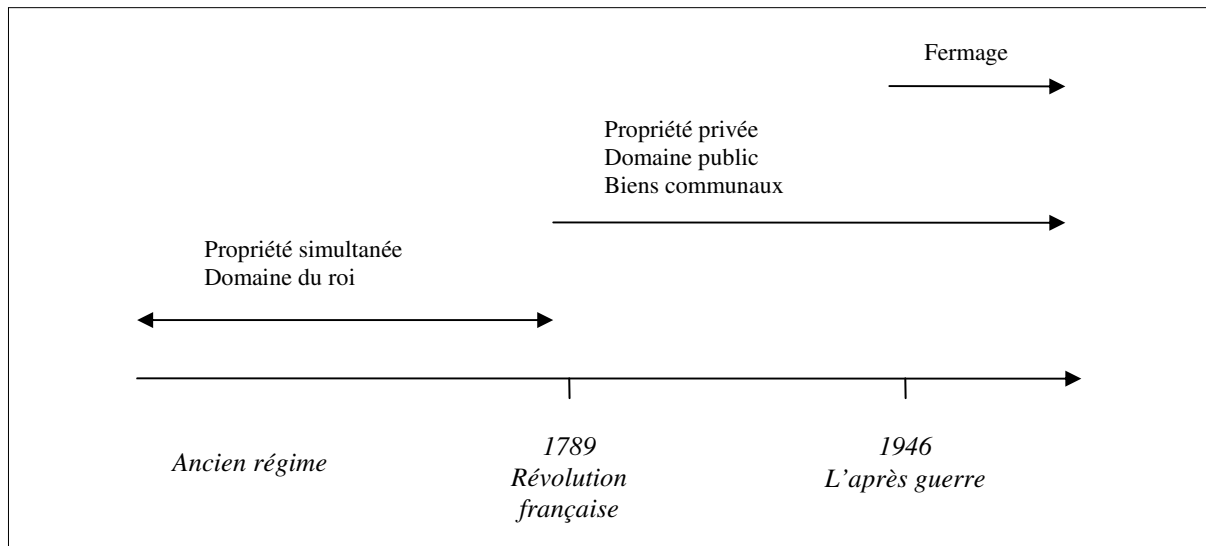 Fermage
Propriété privée
Domaine public
Biens communaux
Propriété simultanée
Domaine du roi
Ancien régime
1789
Révolution
française
1946
L'après guerre